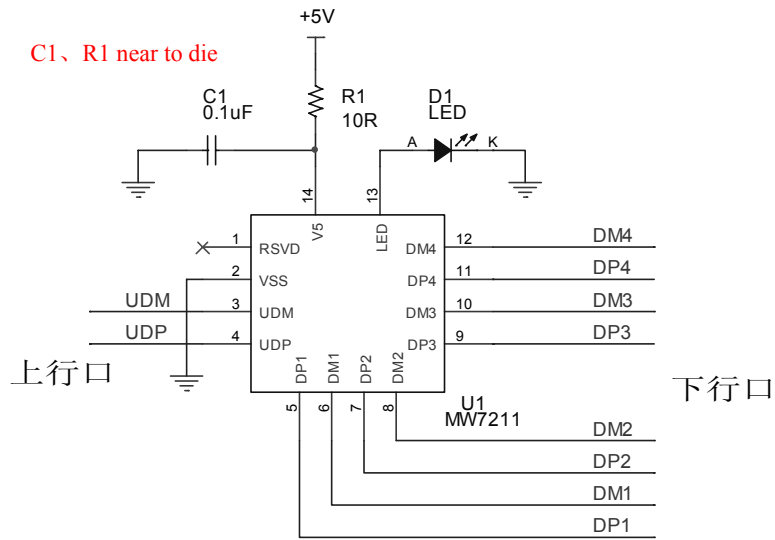 +5V
C1、R1 near to die
C1
0.1uF
R1
10R
D1
LED
A
K
14
13
V5
LED
1
RSVD
2
VSS
UDM
3
UDM
UDP
4
UDP
DM4
12
DM4
DP4
11
DP4
DM3
10
DM3
DP3
9
DP3
DP1
DM1
DP2
DM2
5
6
7
8
上行口
下行口
U1
MW7211
DM2
DP2
DM1
DP1